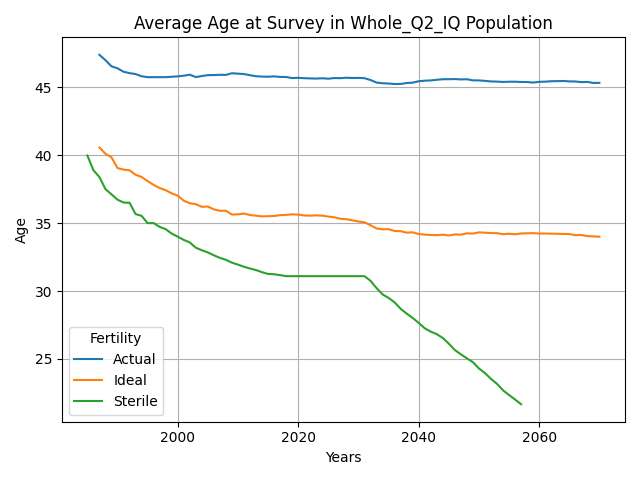 Average Age at Survey in Whole_Q2_IQ Population
Age
45
40
35
30
25
Fertility
Actual
Ideal
Sterile
2000
2020
2040
2060
Years